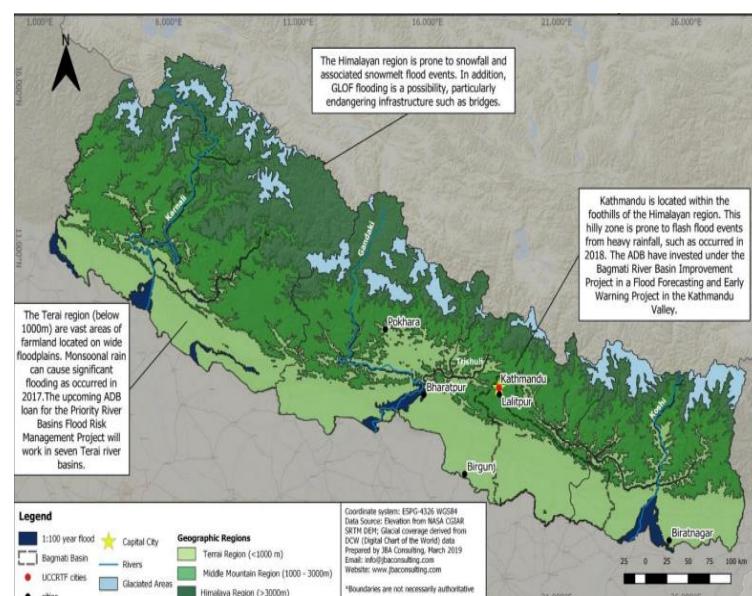 1.000°E
6.000°E
11.000°E
16.000°E
21.000°E
26.000°E
N
16.000°N
11.000°N
The Himalayan region is prone to snowfall and
associated snowmelt flood events. In addition,
GLOF flooding is a possibility, particularly
endangering infrastructure such as bridges.
Kathmandu is located within the
foothills of the Himalayan region. This
hilly zone is prone to flash flood events
from heavy rainfall, such as occurred in
2018. The ADB have invested under the
Bagmati River Basin Improvement
Project in a Flood Forecasting and Early
Warning Project in the Kathmandu
Valley.
Karnali
Gandaki
The Terai region (below
1000m) are vast areas of
farmland located on wide
floodplains. Monsoonal rain
can cause significant
flooding as occurred in
2017.The upcoming ADB
loan for the Priority River
Basins Flood Risk
Management Project will
work in seven Terai river
basins.
Pokhara
Trishuli
Kathmandu
Bharatpur
Lalitpur
Koshi
Birgunj
Biratnagar
Legend
1:100 year flood
Bagmati Basin
UCCRTF cities
cities
Capital City
Rivers
Glaciated Areas
Geographic Regions
Terrai Region (<1000 m)
Middle Mountain Region (1000 - 3000m)
Himalaya Region (>3000m)
Coordinate system: ESPG-4326 WGS84
Data Source: Elevation from NASA CGIAR
SRTM DEM; Glacial coverage derived from
DCW (Digital Chart of the World) data
Prepared by JBA Consulting, March 2019
Email: info@jbaconsulting.com
Website: www.jbaconsulting.com
*Boundaries are not necessarily authoritative
25 0 25 50 75 100 km